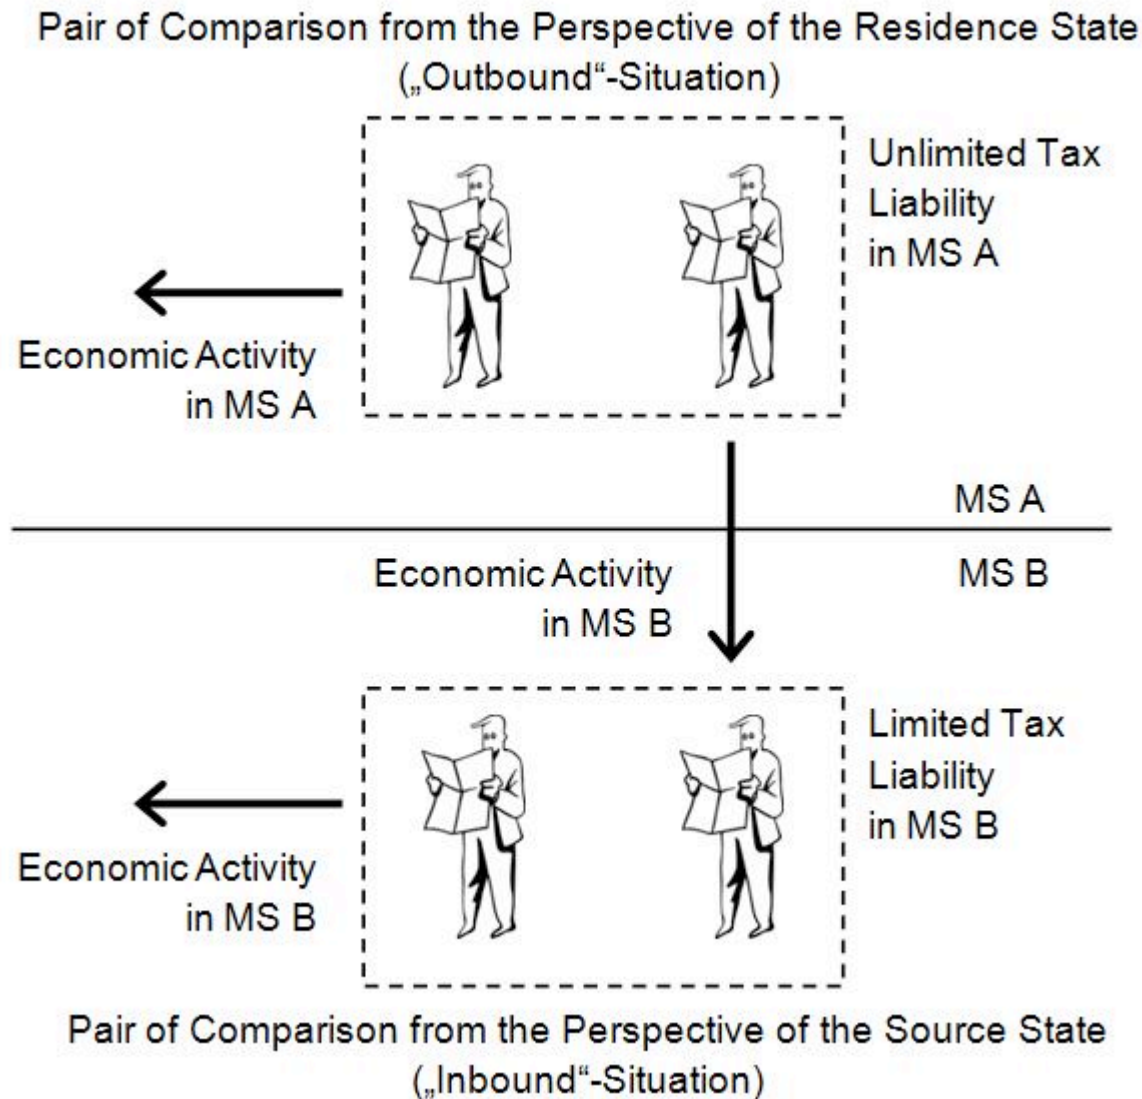 Pair of Comparison from the Perspective of the Residence State
(„Outbound“-Situation)
Unlimited Tax
Liability
in MS A
Economic Activity
in MS A
MS A
Economic Activity
in MS B
MS B
Limited Tax
Liability
in MS B
Economic Activity
in MS B
Pair of Comparison from the Perspective of the Source State
(„Inbound“-Situation)